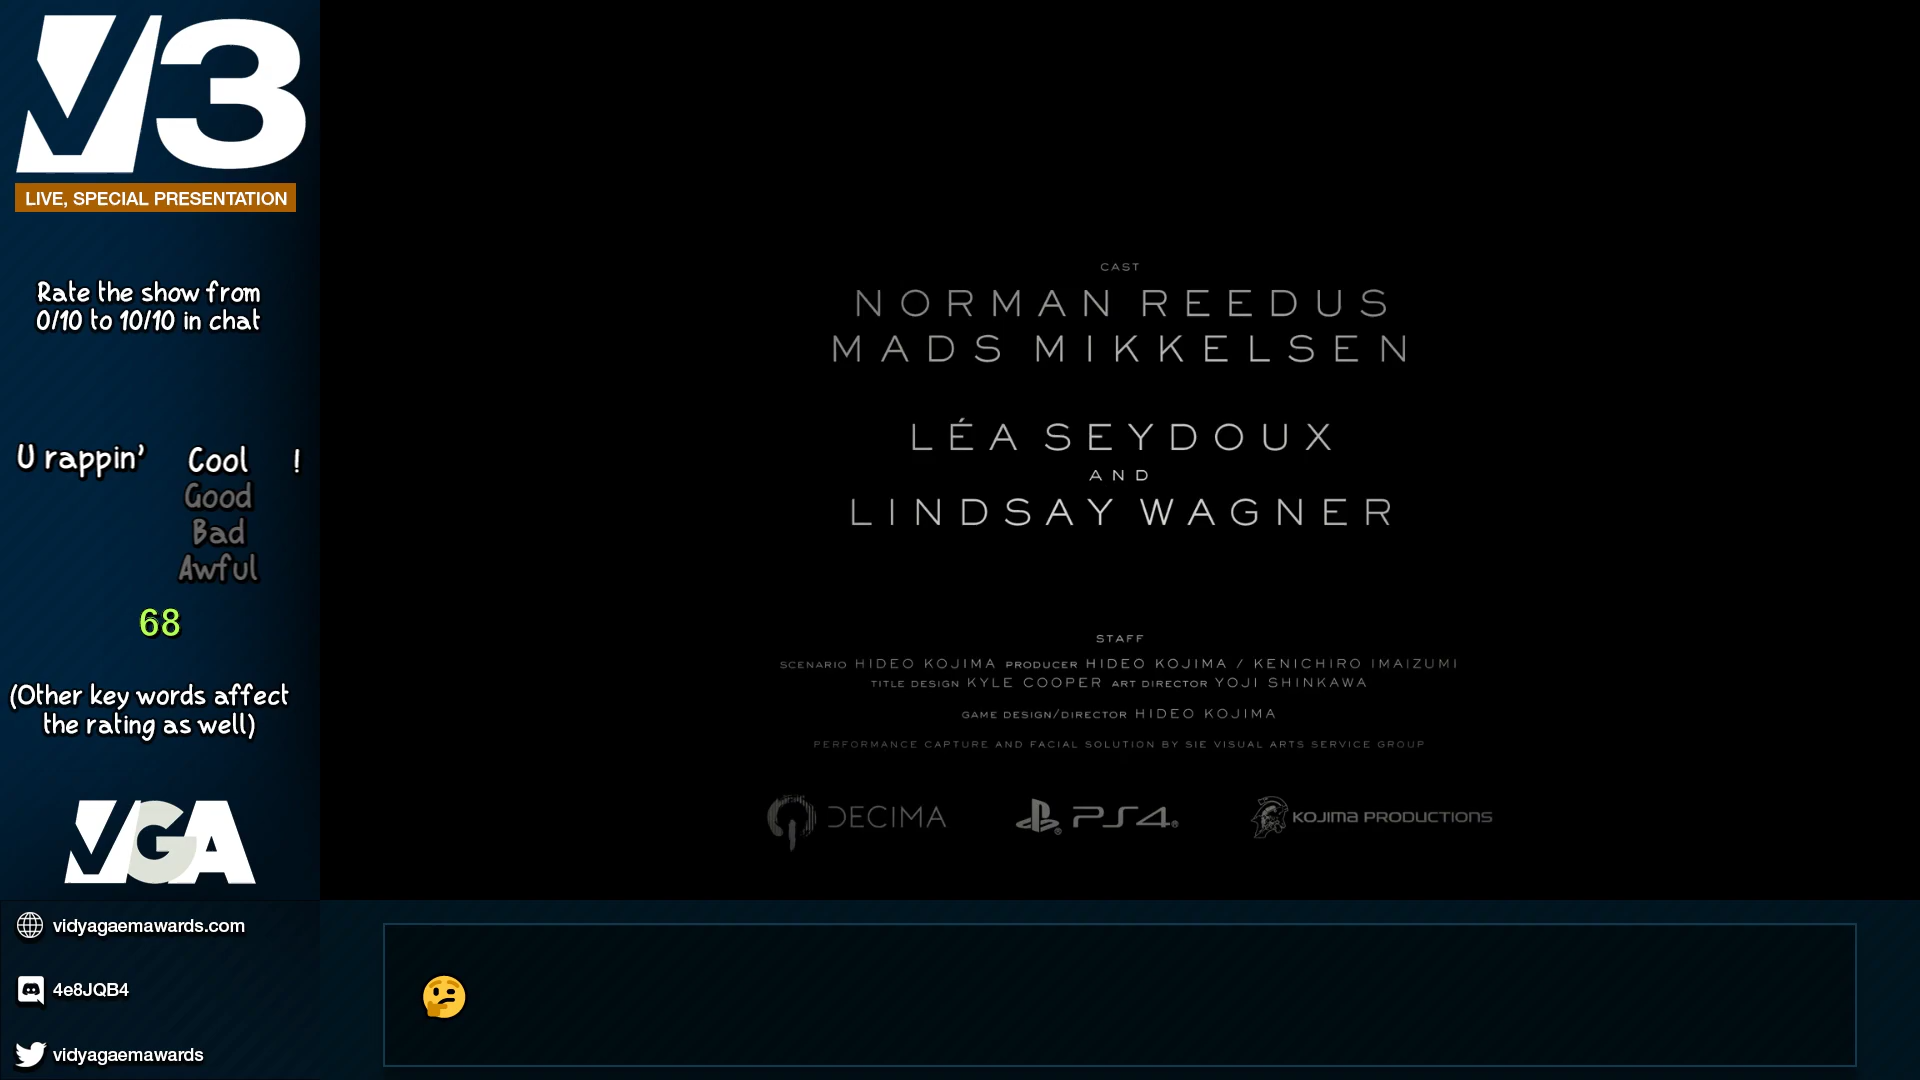 V3
LIVE, SPECIAL PRESENTATION
Rate the show from
0/10 to 10/10 in chat
U rappin' Cool !
Good
Bad
Awful
68
(Other key words affect
the rating as well)
VGA
vidyagaemawards.com
4e8JQB4
vidyagaemawards
CAST
NORMAN REEDUS
MADS MIKKELSEN
LÉA SEYDOUX
AND
LINDSAY WAGNER
STAFF
SCENARIO HIDEO KOJIMA PRODUCER HIDEO KOJIMA / KENICHIRO IMAIZUMI
TITLE DESIGN KYLE COOPER ART DIRECTOR YOJI SHINKAWA
GAME DESIGN/DIRECTOR HIDEO KOJIMA
PERFORMANCE CAPTURE AND FACIAL SOLUTION BY SIE VISUAL ARTS SERVICE GROUP
DECIMA PS4® KOJIMA PRODUCTIONS